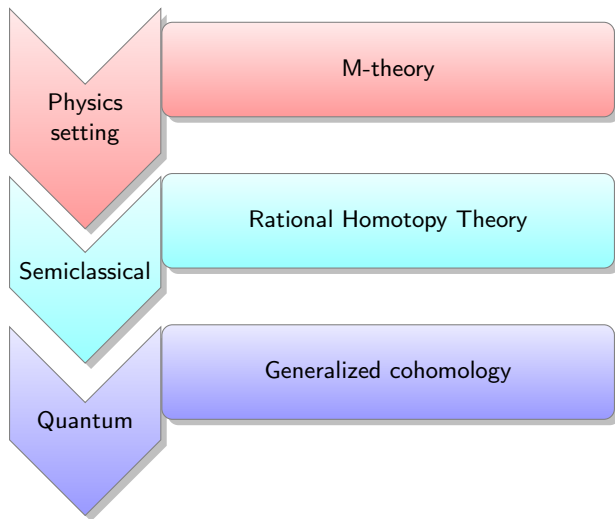 M-theory
Physics
setting
Rational Homotopy Theory
Semiclassical
Generalized cohomology
Quantum